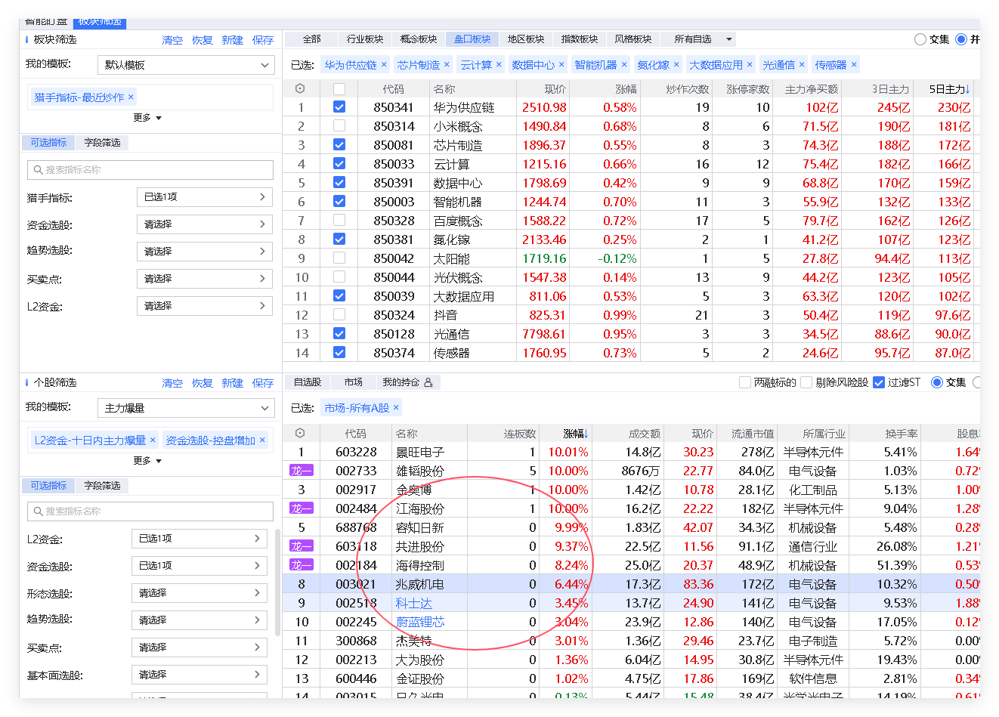 智能盯盘 板块筛选
板块筛选 清空 恢复 新建 保存
我的模板: 默认模板
猎手指标-最近炒作 ×
更多
可选指标 字段筛选
搜索指标名称
猎手指标: 已选1项
资金选股: 请选择
趋势选股: 请选择
买卖点: 请选择
L2资金: 请选择
全部 行业板块 概念板块 盘口板块 地区板块 指数板块 风格板块 所有自选 交集 并
已选: 华为供应链 × 芯片制造 × 云计算 × 数据中心 × 智能机器 × 氮化镓 × 大数据应用 × 光通信 × 传感器 ×
代码 名称 现价 涨幅 炒作次数 涨停家数 主力净买额 3日主力 5日主力↓
1 850341 华为供应链 2510.98 0.58% 19 10 102亿 245亿 230亿
2 850314 小米概念 1490.84 0.68% 8 6 71.5亿 190亿 181亿
3 850081 芯片制造 1896.37 0.55% 8 3 74.3亿 188亿 172亿
4 850033 云计算 1215.16 0.66% 16 12 75.4亿 182亿 166亿
5 850391 数据中心 1798.69 0.42% 9 9 68.8亿 170亿 159亿
6 850003 智能机器 1244.74 0.70% 11 3 55.9亿 132亿 133亿
7 850328 百度概念 1588.22 0.72% 17 5 79.7亿 162亿 126亿
8 850381 氮化镓 2133.46 0.25% 2 1 41.2亿 107亿 123亿
9 850042 太阳能 1719.16 -0.12% 1 5 27.8亿 94.4亿 113亿
10 850044 光伏概念 1547.38 0.14% 13 9 44.2亿 123亿 105亿
11 850039 大数据应用 811.06 0.53% 5 3 63.3亿 120亿 102亿
12 850324 抖音 825.31 0.99% 21 3 50.4亿 119亿 97.6亿
13 850128 光通信 7798.61 0.95% 3 3 34.5亿 88.6亿 90.0亿
14 850374 传感器 1760.95 0.73% 5 2 24.6亿 95.7亿 87.0亿
个股筛选 清空 恢复 新建 保存
我的模板: 主力爆量
L2资金-十日内主力爆量 × 资金选股-控盘增加 ×
更多
可选指标 字段筛选
搜索指标名称
L2资金: 已选1项
资金选股: 已选1项
形态选股: 请选择
趋势选股: 请选择
买卖点: 请选择
基本面选股: 请选择
自选股 市场 我的持仓 两融标的 剔除风险股 过滤ST 交集
已选: 市场-所有A股 ×
代码 名称 连板数 涨幅↓ 成交额 现价 流通市值 所属行业 换手率 股息
1 603228 景旺电子 1 10.01% 14.8亿 30.23 278亿 半导体元件 5.41% 1.64%
龙一 002733 雄韬股份 5 10.00% 8676万 22.77 84.0亿 电气设备 1.03% 0.72%
3 002917 金奥博 1 10.00% 1.42亿 10.78 28.1亿 化工制品 5.13% 1.00%
龙一 002484 江海股份 1 10.00% 16.2亿 22.22 182亿 半导体元件 9.04% 1.28%
5 688768 容知日新 0 9.99% 1.83亿 42.07 34.3亿 机械设备 5.48% 0.28%
龙一 603118 共进股份 0 9.37% 22.5亿 11.56 91.1亿 通信行业 26.08% 1.21%
龙一 002184 海得控制 0 8.24% 25.0亿 20.37 48.9亿 机械设备 51.39% 0.53%
8 003021 兆威机电 0 6.44% 17.3亿 83.36 172亿 电气设备 10.32% 0.50%
9 002518 科士达 0 3.45% 13.7亿 24.90 141亿 电气设备 9.53% 1.88%
10 002245 蔚蓝锂芯 0 3.04% 23.9亿 12.86 140亿 电气设备 17.05% 0.12%
11 300868 杰美特 0 3.01% 1.36亿 29.46 23.7亿 电子制造 5.72% 0.00%
12 002213 大为股份 0 1.36% 6.04亿 14.95 30.8亿 半导体元件 19.43% 0.00%
13 600446 金证股份 0 1.02% 4.75亿 17.86 169亿 软件信息 2.81% 0.34%
14 003015 日久光电 0 0.13% 5.44亿 15.48 38.4亿 光学光电子 14.19% 0.61%